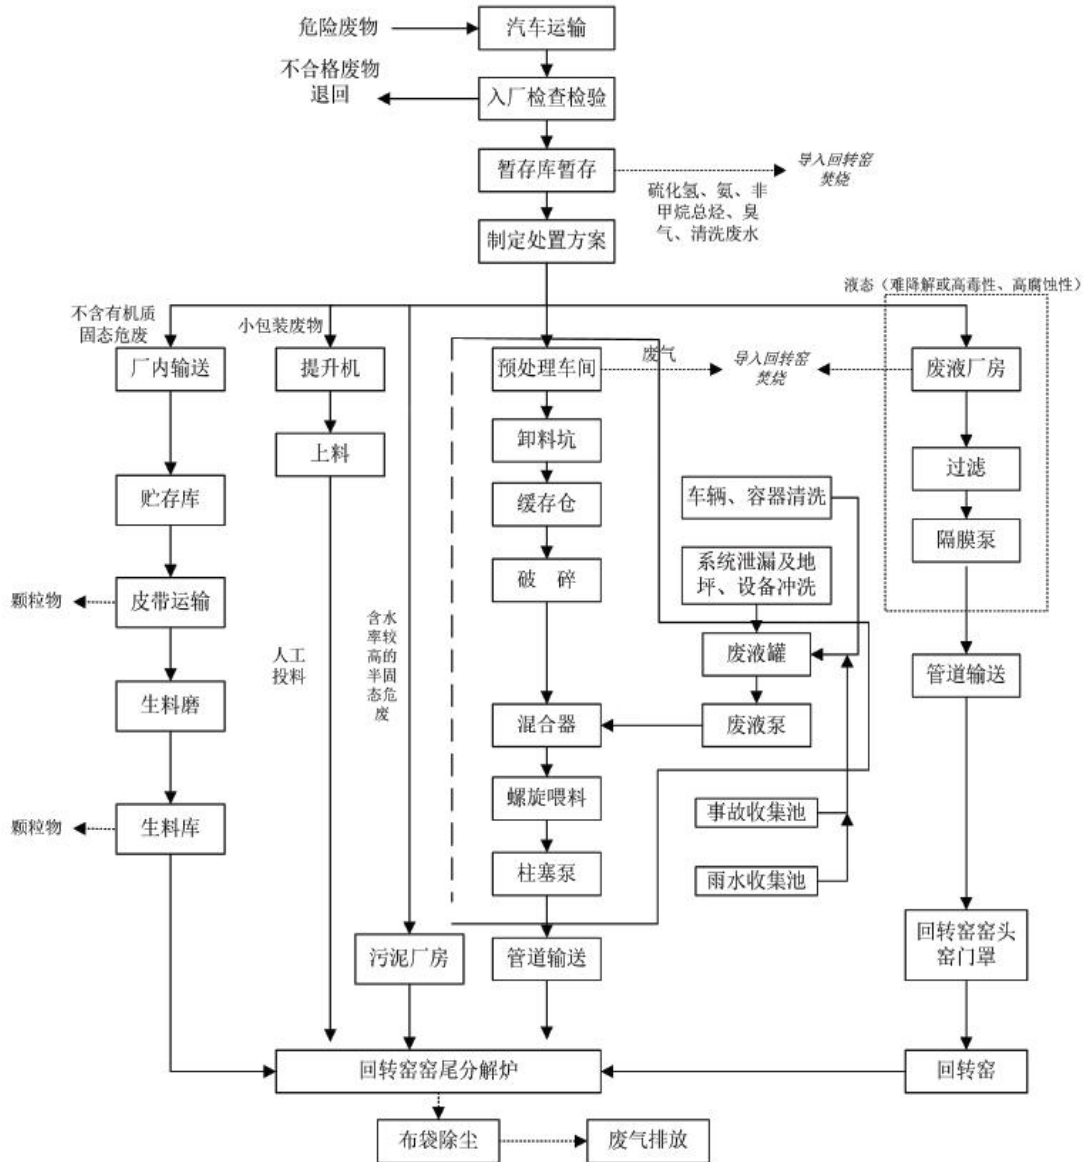 危险废物
汽车运输
不合格废物
退回
入厂检查检验
暂存库暂存
导入回转窑
焚烧
硫化氢、氨、非
甲烷总烃、臭
气、清洗废水
制定处置方案
液态（难降解或高毒性、高腐蚀性）
不含有机质
固态危废
小包装废物
厂内输送
提升机
预处理车间
废气
导入回转窑
焚烧
废液厂房
上料
卸料坑
过滤
贮存库
缓存仓
车辆、容器清洗
隔膜泵
颗粒物
皮带运输
破 碎
系统泄漏及地
坪、设备冲洗
人工
投料
含水
率较
高的
半固
态危
废
废液罐
管道输送
生料磨
混合器
废液泵
螺旋喂料
颗粒物
生料库
事故收集池
柱塞泵
雨水收集池
污泥厂房
管道输送
回转窑窑头
窑门罩
回转窑窑尾分解炉
回转窑
布袋除尘
废气排放